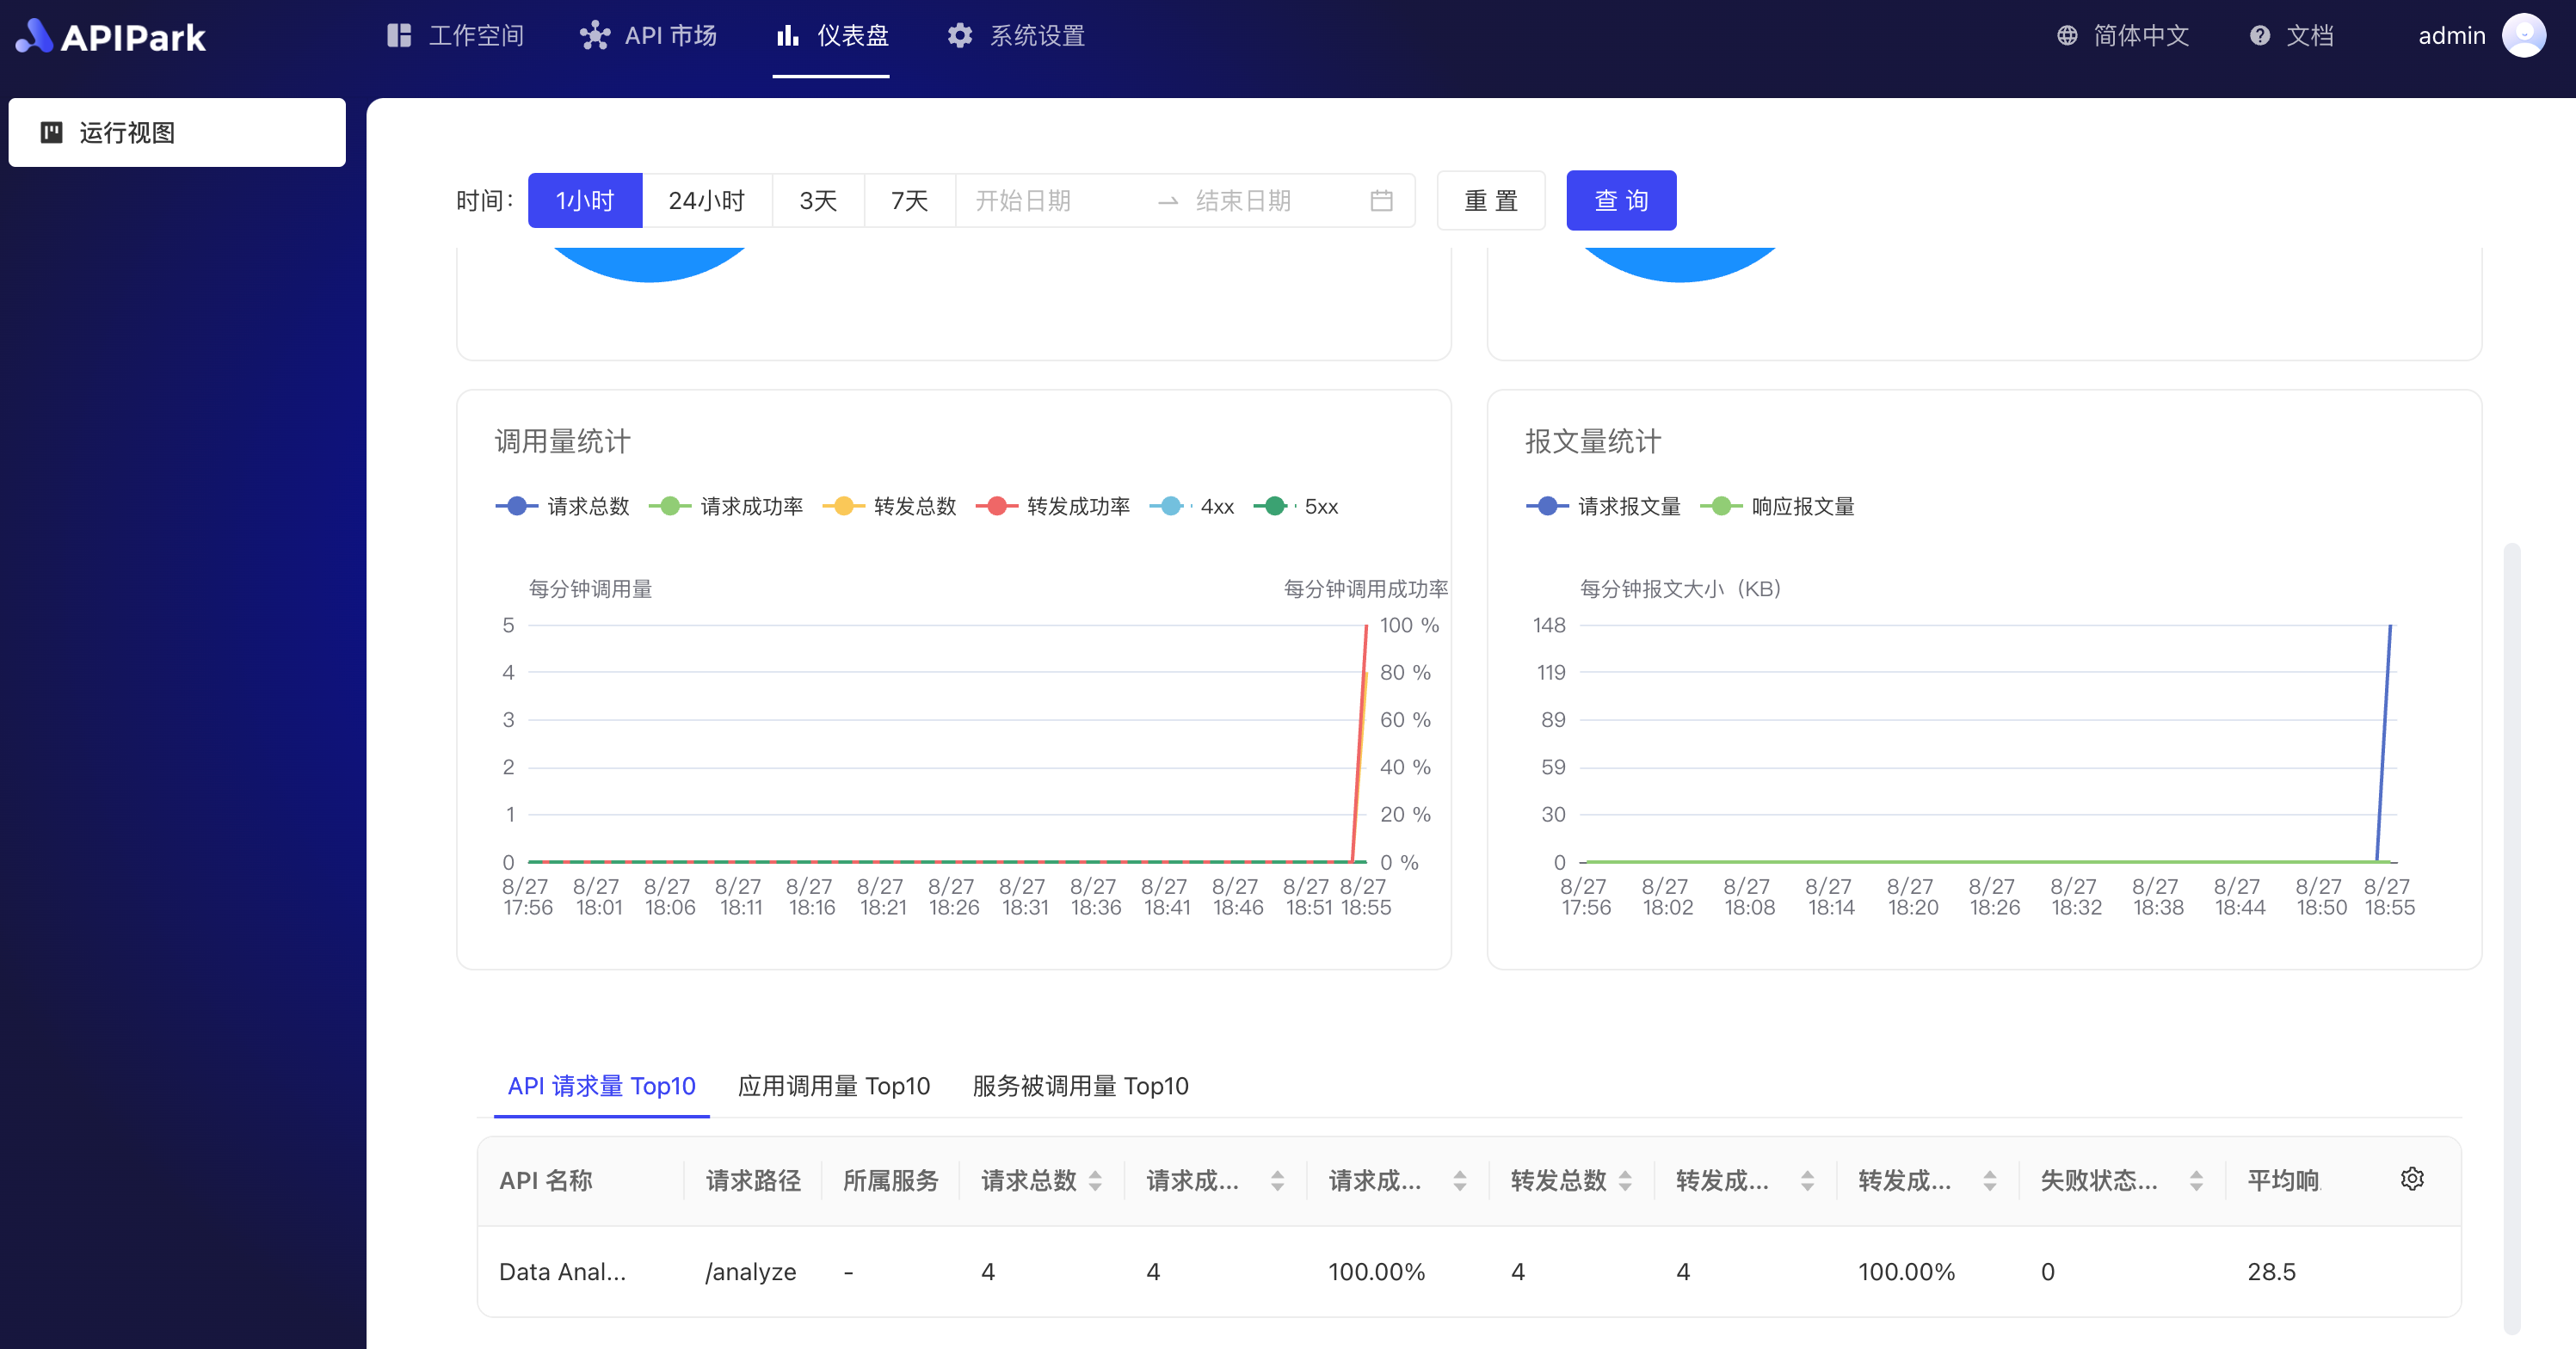 APIPark 工作空间 API 市场 仪表盘 系统设置 简体中文 文档 admin
运行视图
时间: 1小时 24小时 3天 7天 开始日期 结束日期 重 置 查 询
调用量统计
请求总数 请求成功率 转发总数 转发成功率 4xx 5xx
每分钟调用量 每分钟调用成功率
5 100 %
4 80 %
3 60 %
2 40 %
1 20 %
0 0 %
8/27 8/27 8/27 8/27 8/27 8/27 8/27 8/27 8/27 8/27 8/27 8/27 8/27
17:56 18:01 18:06 18:11 18:16 18:21 18:26 18:31 18:36 18:41 18:46 18:51 18:55
报文量统计
请求报文量 响应报文量
每分钟报文大小（KB）
148
119
89
59
30
0
8/27 8/27 8/27 8/27 8/27 8/27 8/27 8/27 8/27 8/27 8/27
17:56 18:02 18:08 18:14 18:20 18:26 18:32 18:38 18:44 18:50 18:55
API 请求量 Top10 应用调用量 Top10 服务被调用量 Top10
API 名称 请求路径 所属服务 请求总数 请求成... 请求成... 转发总数 转发成... 转发成... 失败状态... 平均响
Data Anal... /analyze - 4 4 100.00% 4 4 100.00% 0 28.5